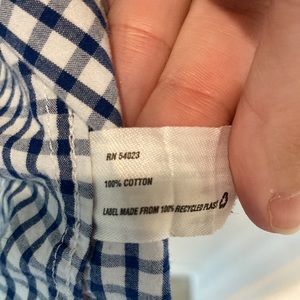 RN 54023
100% COTTON
LABEL MADE FROM 100% RECYCLED PLAST